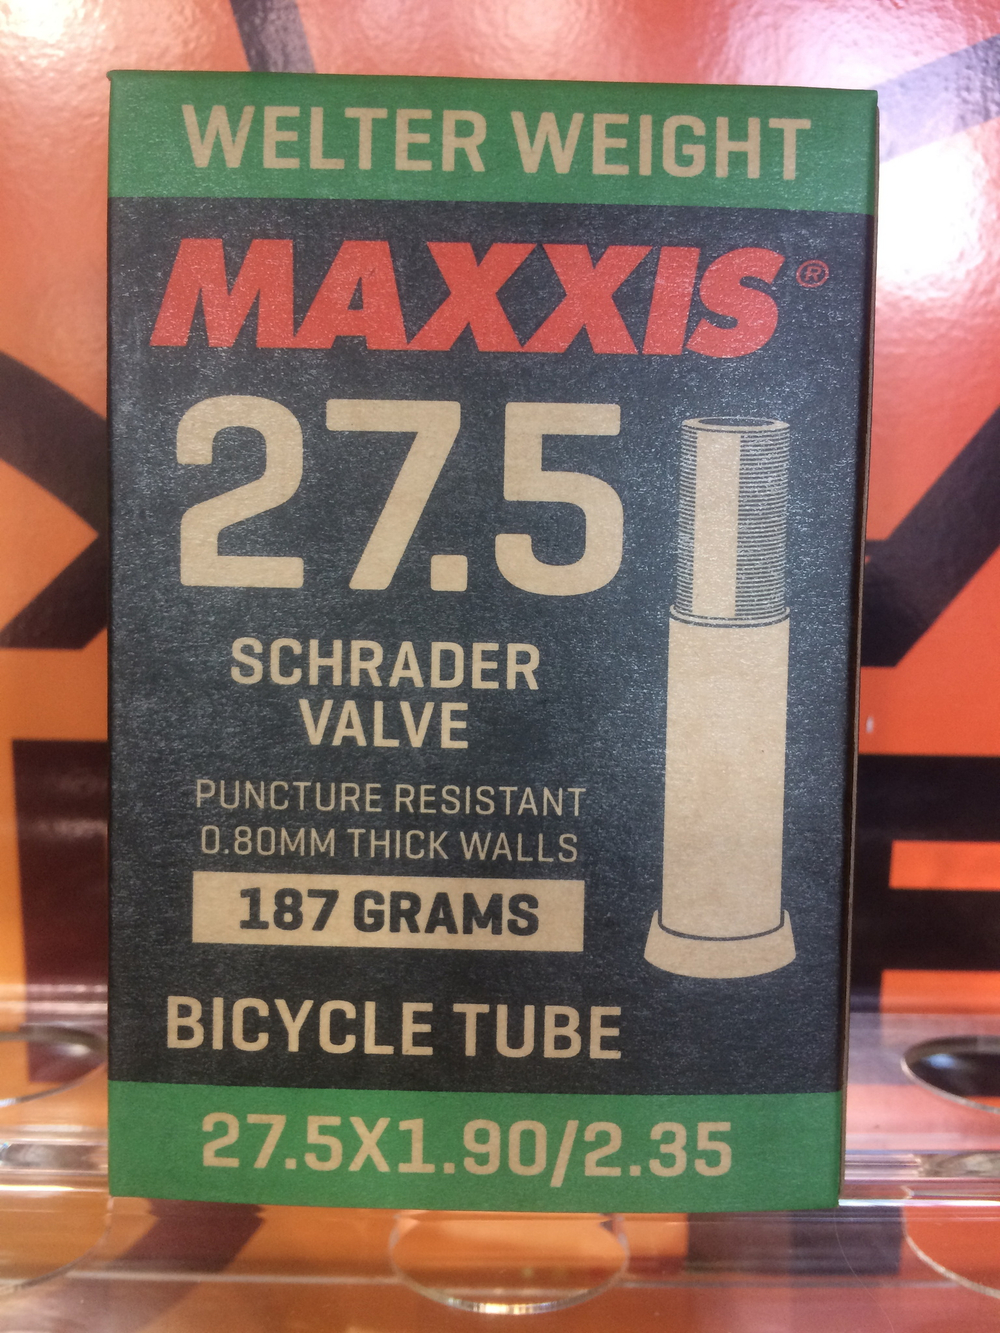 WELTER WEIGHT
MAXXIS®
27.5
SCHRADER
VALVE
PUNCTURE RESISTANT
0.80MM THICK WALLS
187 GRAMS
BICYCLE TUBE
27.5X1.90/2.35